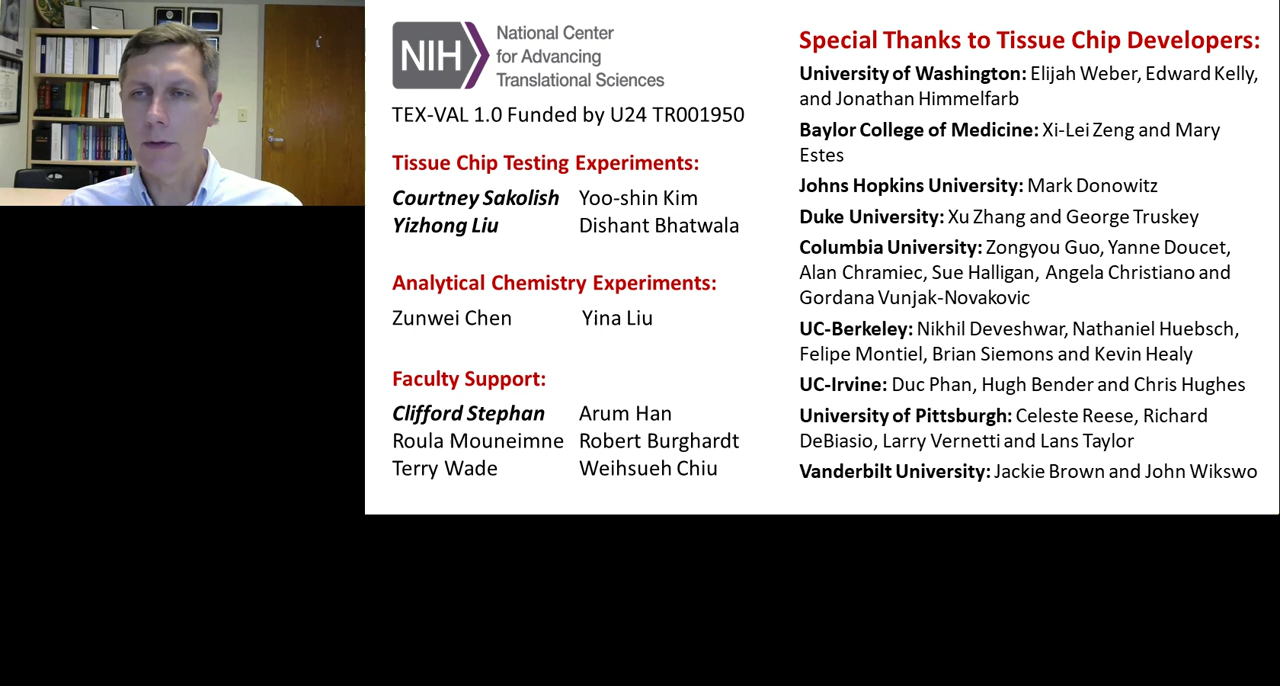 NIH
National Center
for Advancing
Translational Sciences
TEX-VAL 1.0 Funded by U24 TR001950
Tissue Chip Testing Experiments:
Courtney Sakolish Yoo-shin Kim
Yizhong Liu Dishant Bhatwala
Analytical Chemistry Experiments:
Zunwei Chen Yina Liu
Faculty Support:
Clifford Stephan Arum Han
Roula Mouneimne Robert Burghardt
Terry Wade Weihsueh Chiu
Special Thanks to Tissue Chip Developers:
University of Washington: Elijah Weber, Edward Kelly,
and Jonathan Himmelfarb
Baylor College of Medicine: Xi-Lei Zeng and Mary
Estes
Johns Hopkins University: Mark Donowitz
Duke University: Xu Zhang and George Truskey
Columbia University: Zongyou Guo, Yanne Doucet,
Alan Chramiec, Sue Halligan, Angela Christiano and
Gordana Vunjak-Novakovic
UC-Berkeley: Nikhil Deveshwar, Nathaniel Huebsch,
Felipe Montiel, Brian Siemons and Kevin Healy
UC-Irvine: Duc Phan, Hugh Bender and Chris Hughes
University of Pittsburgh: Celeste Reese, Richard
DeBiasio, Larry Vernetti and Lans Taylor
Vanderbilt University: Jackie Brown and John Wikswo